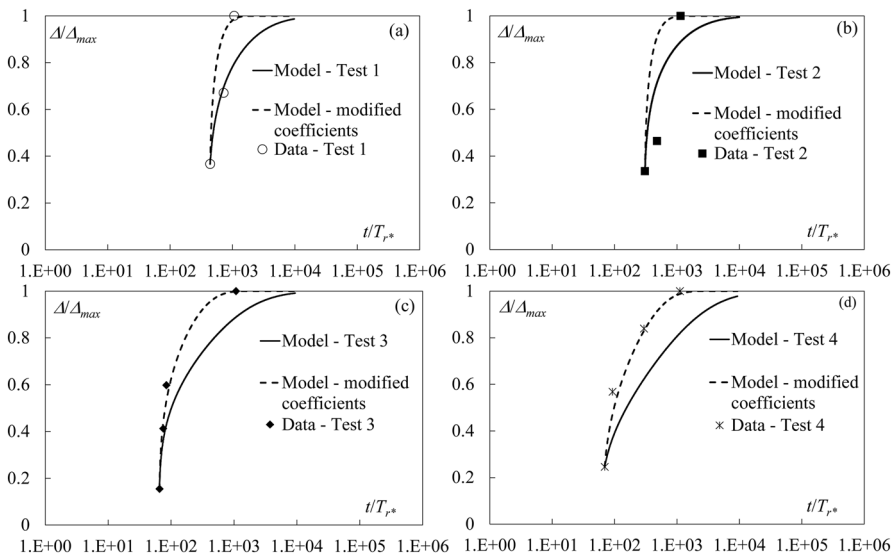 Δ/Δmax
(a)
Model - Test 1
Model - modified
coefficients
Data - Test 1
t/Tr*
1
0.8
0.6
0.4
0.2
0
1.E+00 1.E+01 1.E+02 1.E+03 1.E+04 1.E+05 1.E+06
Δ/Δmax
(b)
Model - Test 2
Model - modified
coefficients
Data - Test 2
t/Tr*
1
0.8
0.6
0.4
0.2
0
1.E+00 1.E+01 1.E+02 1.E+03 1.E+04 1.E+05 1.E+06
Δ/Δmax
(c)
Model - Test 3
Model - modified
coefficients
Data - Test 3
t/Tr*
1
0.8
0.6
0.4
0.2
0
1.E+00 1.E+01 1.E+02 1.E+03 1.E+04 1.E+05 1.E+06
Δ/Δmax
(d)
Model - Test 4
Model - modified
coefficients
Data - Test 4
t/Tr*
1
0.8
0.6
0.4
0.2
0
1.E+00 1.E+01 1.E+02 1.E+03 1.E+04 1.E+05 1.E+06